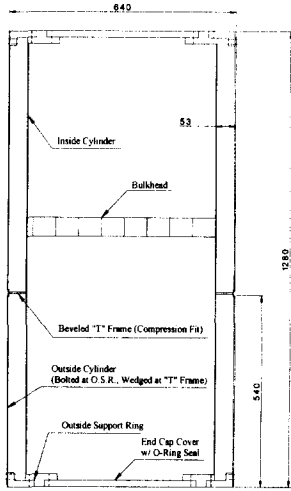 640
53
Inside Cylinder
Bulkhead
1280
Beveled "T" Frame (Compression Fit)
540
Outside Cylinder
(Bolted at O.S.R., Wedged at "T" Frame)
Outside Support Ring
End Cap Cover
w/ O-Ring Seal